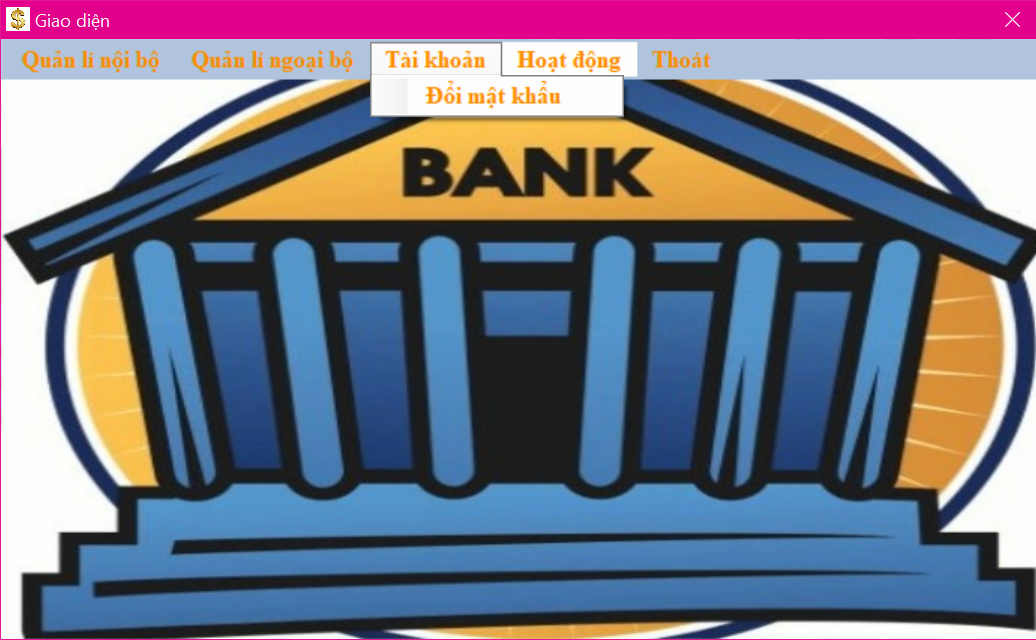 Giao diện
Quản lí nội bộ Quản lí ngoại bộ Tài khoản Hoạt động Thoát
Đổi mật khẩu
BANK